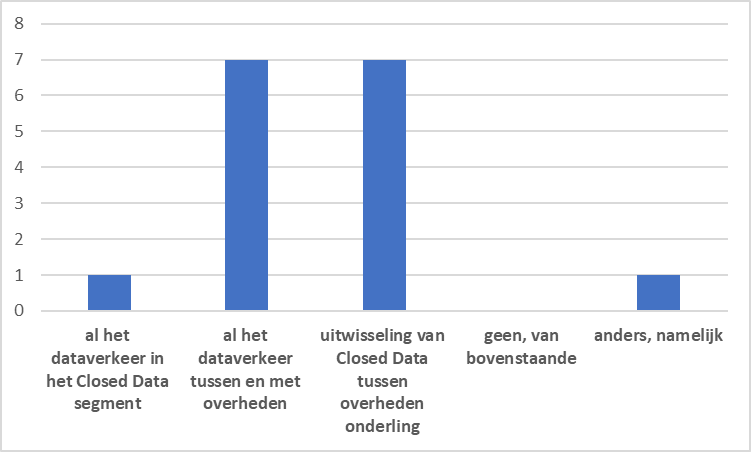 8
7
6
5
4
3
2
1
0
al het
dataverkeer in
het Closed Data
segment
al het
dataverkeer
tussen en met
overheden
uitwisseling van
Closed Data
tussen
overheden
onderling
geen, van
bovenstaande
anders, namelijk